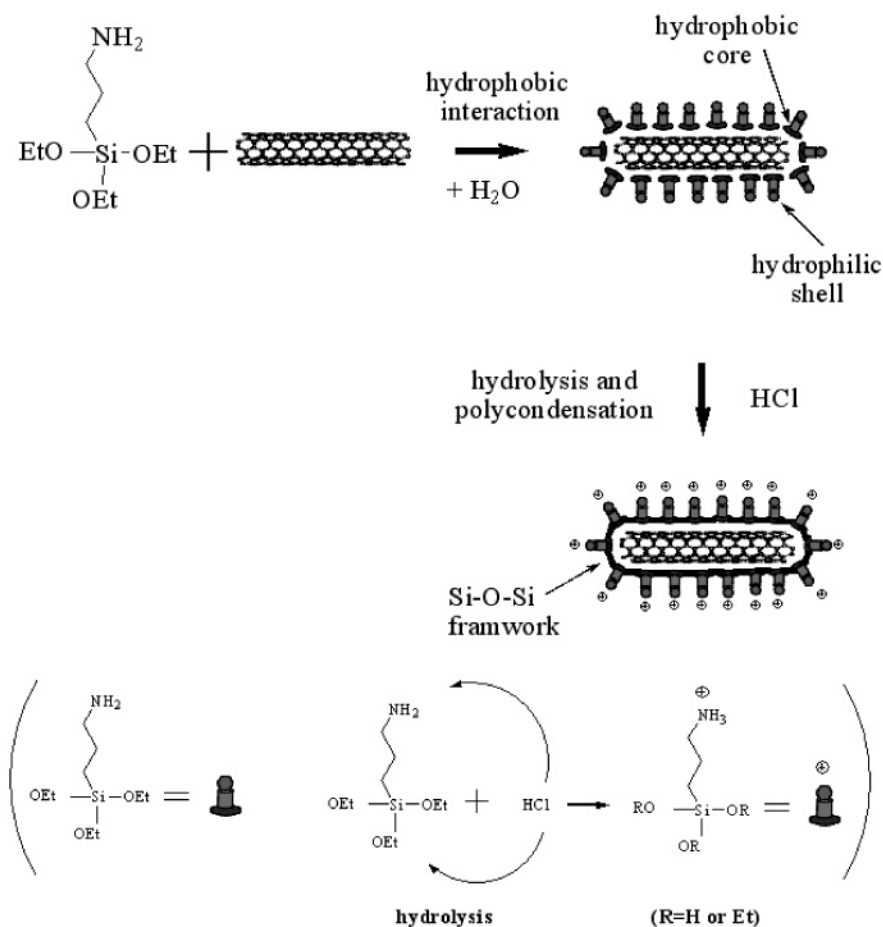 NH2
EtO Si OEt
OEt
+
hydrophobic
interaction
+ H2O
hydrophobic
core
hydrophilic
shell
hydrolysis and
polycondensation
HCl
⊕ ⊕ ⊕ ⊕ ⊕ ⊕ ⊕ ⊕
⊕ ⊕
⊕ ⊕ ⊕ ⊕ ⊕ ⊕ ⊕ ⊕
Si-O-Si
framwork
NH2
OEt Si OEt =
OEt
NH2
OEt Si OEt + HCl
OEt
hydrolysis
⊕
NH3
RO Si OR = ⊕
OR
(R=H or Et)